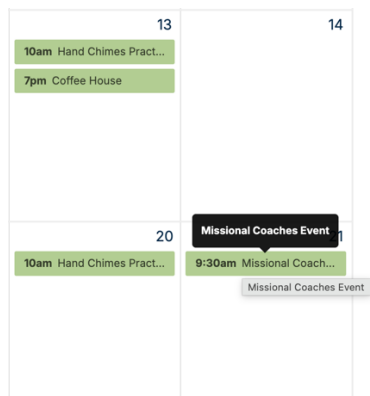 13
14
10am Hand Chimes Pract...
7pm Coffee House
Missional Coaches Event
20
21
10am Hand Chimes Pract...
9:30am Missional Coach...
Missional Coaches Event